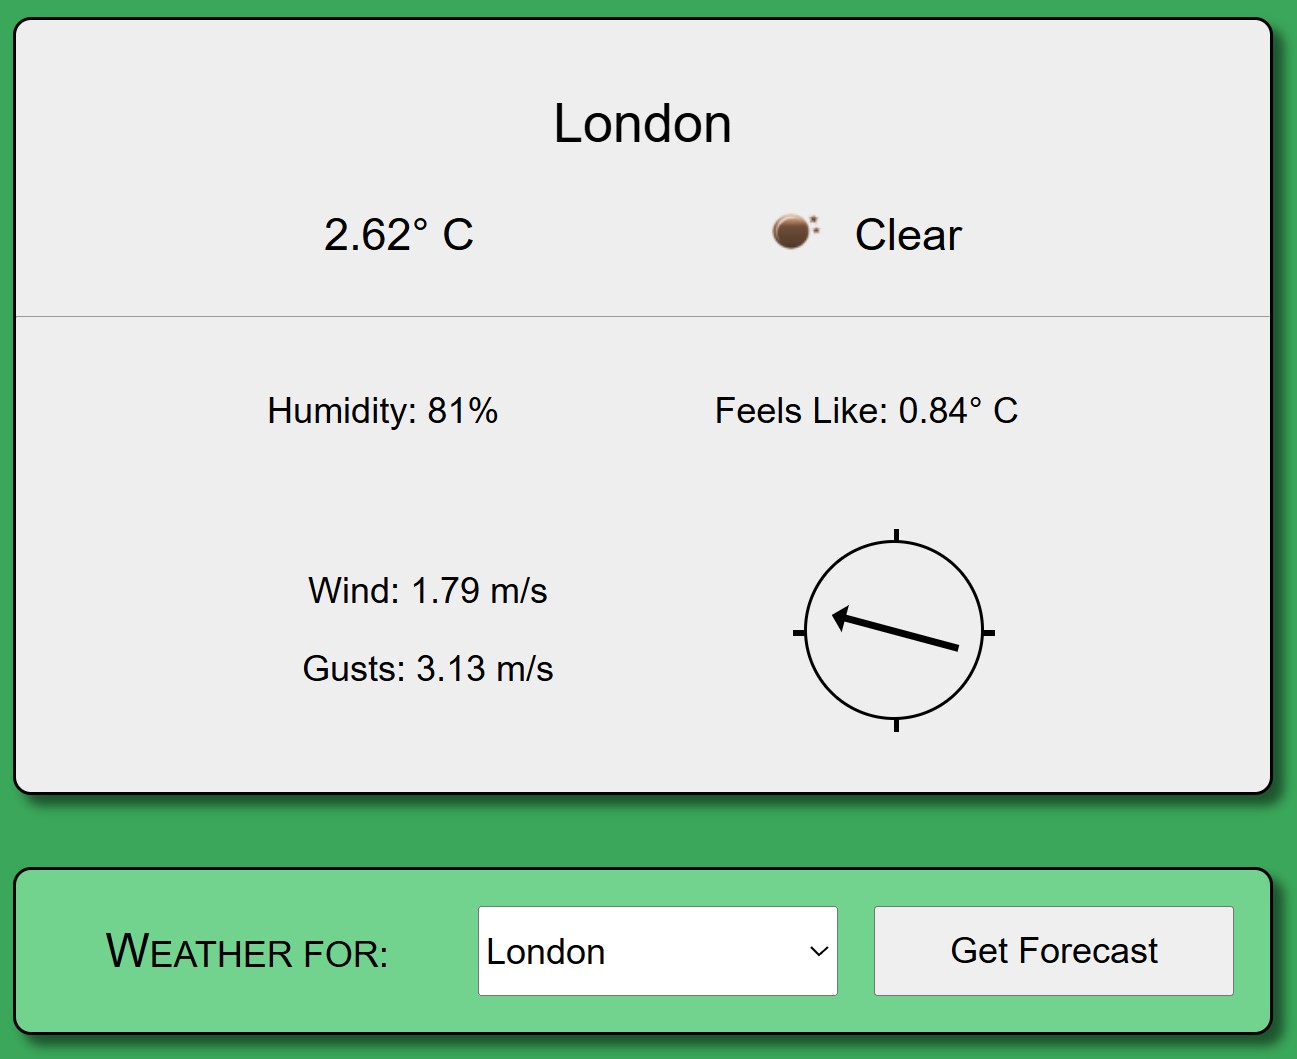 London
2.62° C
Clear
Humidity: 81%
Feels Like: 0.84° C
Wind: 1.79 m/s
Gusts: 3.13 m/s
WEATHER FOR:
London
Get Forecast